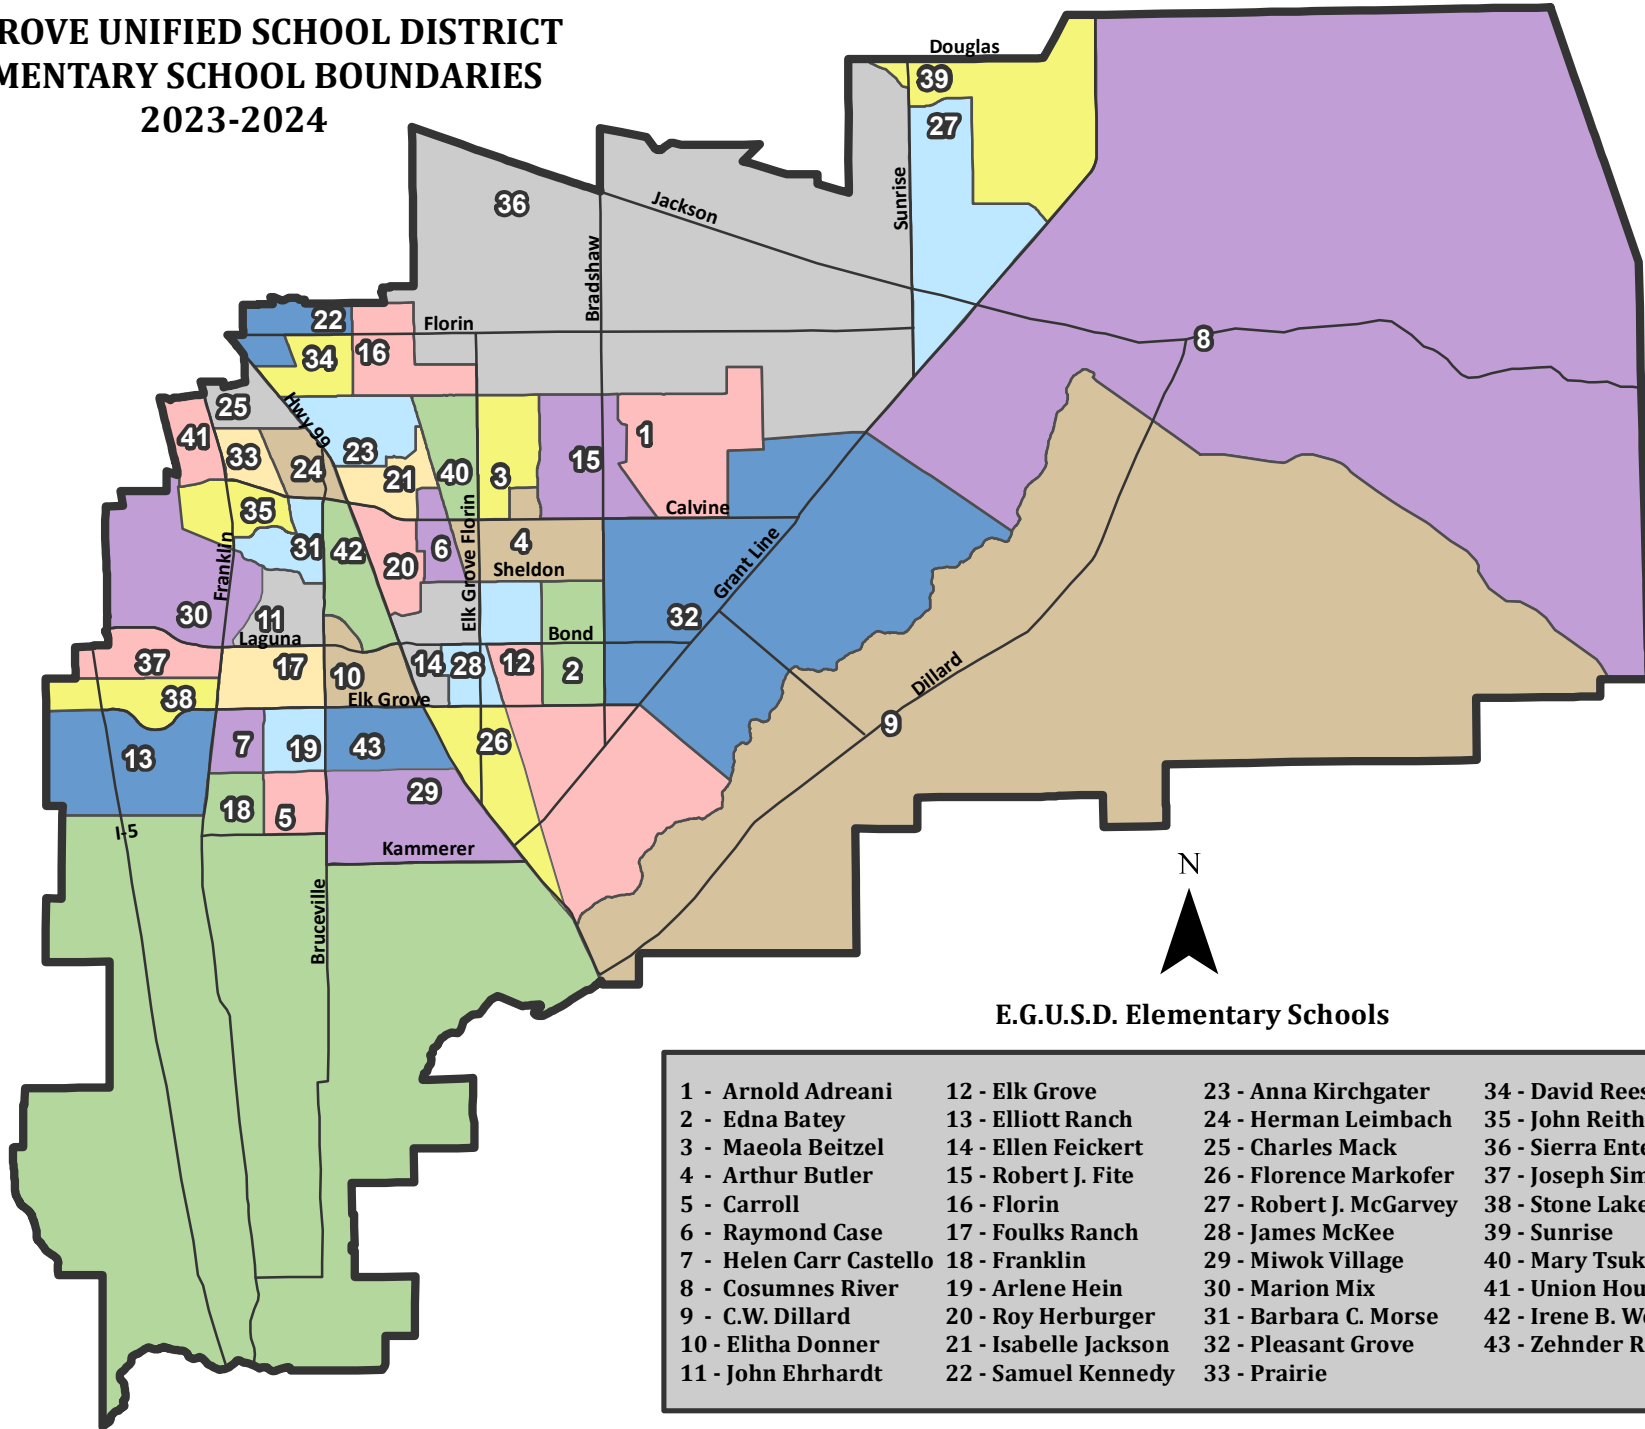 ROVE UNIFIED SCHOOL DISTRICT
MENTARY SCHOOL BOUNDARIES
2023-2024
Douglas
39
27
36
Jackson
Sunrise
Bradshaw
22
Florin
8
34
16
25
Hwy 99
41
33
24
23
21
40
3
15
1
Calvine
35
31
42
20
6
Elk Grove Florin
4
Sheldon
Franklin
Grant Line
30
11
Laguna
32
Bond
37
17
10
14
28
12
2
Dillard
38
Elk Grove
9
13
7
19
43
26
18
5
29
I-5
Kammerer
Bruceville
N
E.G.U.S.D. Elementary Schools
1 - Arnold Adreani
2 - Edna Batey
3 - Maeola Beitzel
4 - Arthur Butler
5 - Carroll
6 - Raymond Case
7 - Helen Carr Castello
8 - Cosumnes River
9 - C.W. Dillard
10 - Elitha Donner
11 - John Ehrhardt
12 - Elk Grove
13 - Elliott Ranch
14 - Ellen Feickert
15 - Robert J. Fite
16 - Florin
17 - Foulks Ranch
18 - Franklin
19 - Arlene Hein
20 - Roy Herburger
21 - Isabelle Jackson
22 - Samuel Kennedy
23 - Anna Kirchgater
24 - Herman Leimbach
25 - Charles Mack
26 - Florence Markofer
27 - Robert J. McGarvey
28 - James McKee
29 - Miwok Village
30 - Marion Mix
31 - Barbara C. Morse
32 - Pleasant Grove
33 - Prairie
34 - David Rees
35 - John Reith
36 - Sierra Ente
37 - Joseph Sim
38 - Stone Lake
39 - Sunrise
40 - Mary Tsuk
41 - Union Hou
42 - Irene B. We
43 - Zehnder R